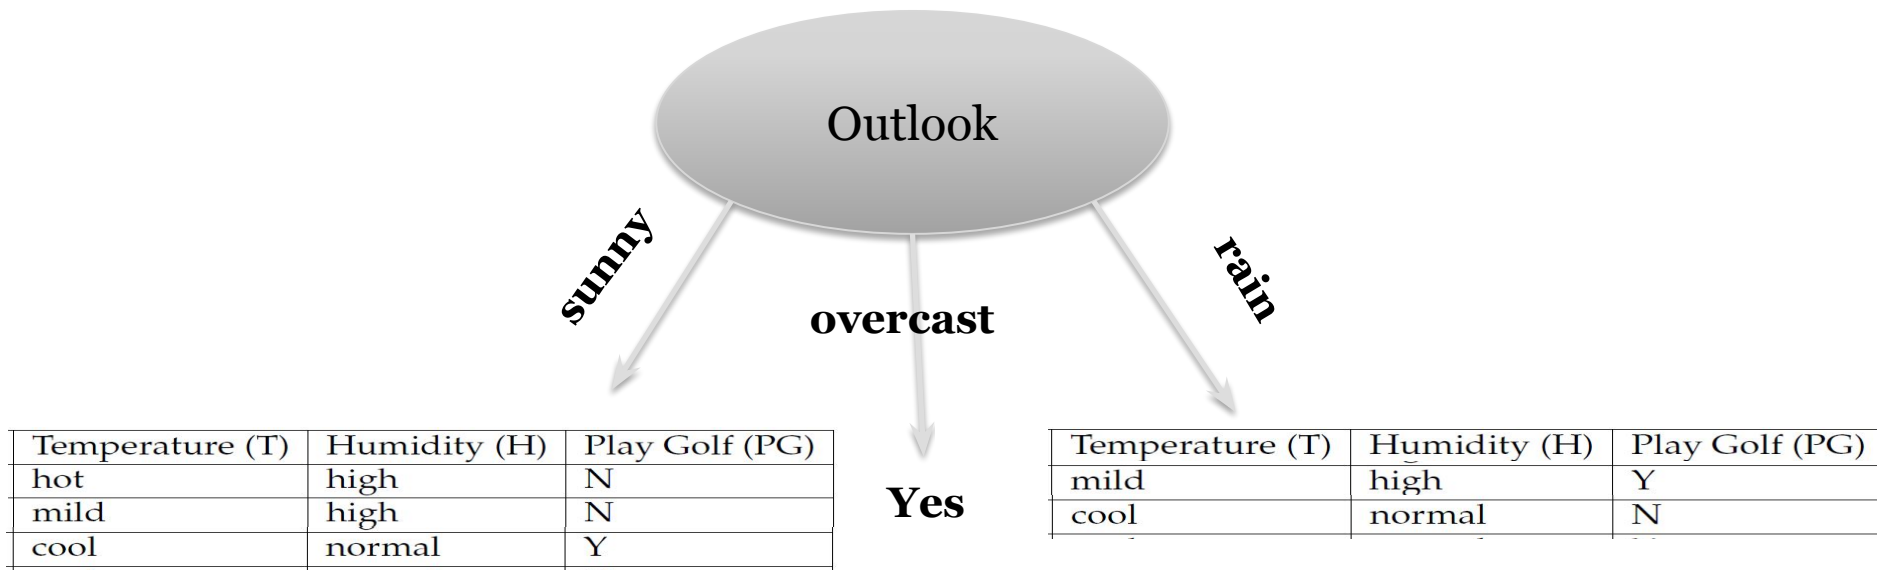 Outlook
sunny
overcast
rain
Temperature (T) Humidity (H) Play Golf (PG)
hot high N
mild high N
cool normal Y
Yes
Temperature (T) Humidity (H) Play Golf (PG)
mild high Y
cool normal N